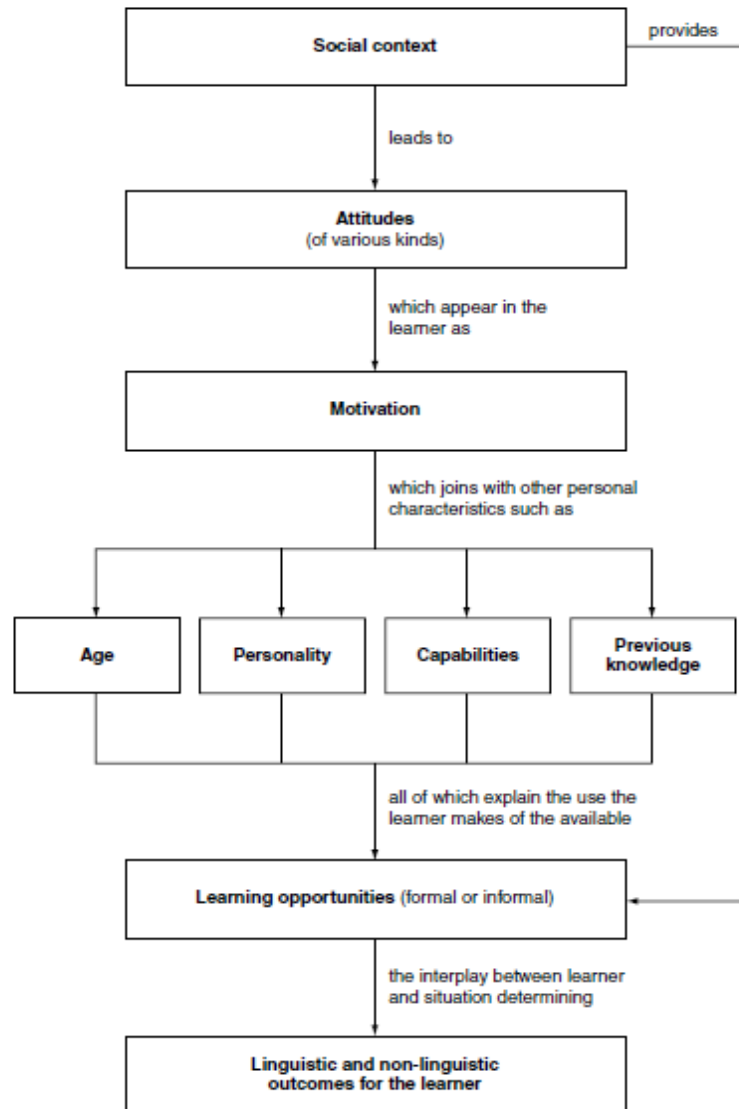 Social context
provides
leads to
Attitudes
(of various kinds)
which appear in the
learner as
Motivation
which joins with other personal
characteristics such as
Age
Personality
Capabilities
Previous
knowledge
all of which explain the use the
learner makes of the available
Learning opportunities (formal or informal)
the interplay between learner
and situation determining
Linguistic and non-linguistic
outcomes for the learner